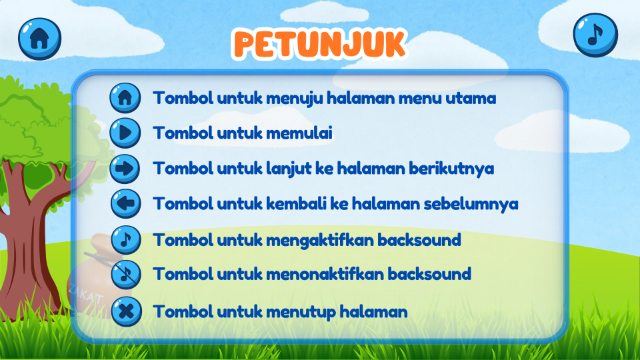 PETUNJUK
Tombol untuk menuju halaman menu utama
Tombol untuk memulai
Tombol untuk lanjut ke halaman berikutnya
Tombol untuk kembali ke halaman sebelumnya
Tombol untuk mengaktifkan backsound
Tombol untuk menonaktifkan backsound
ZAKAT
Tombol untuk menutup halaman